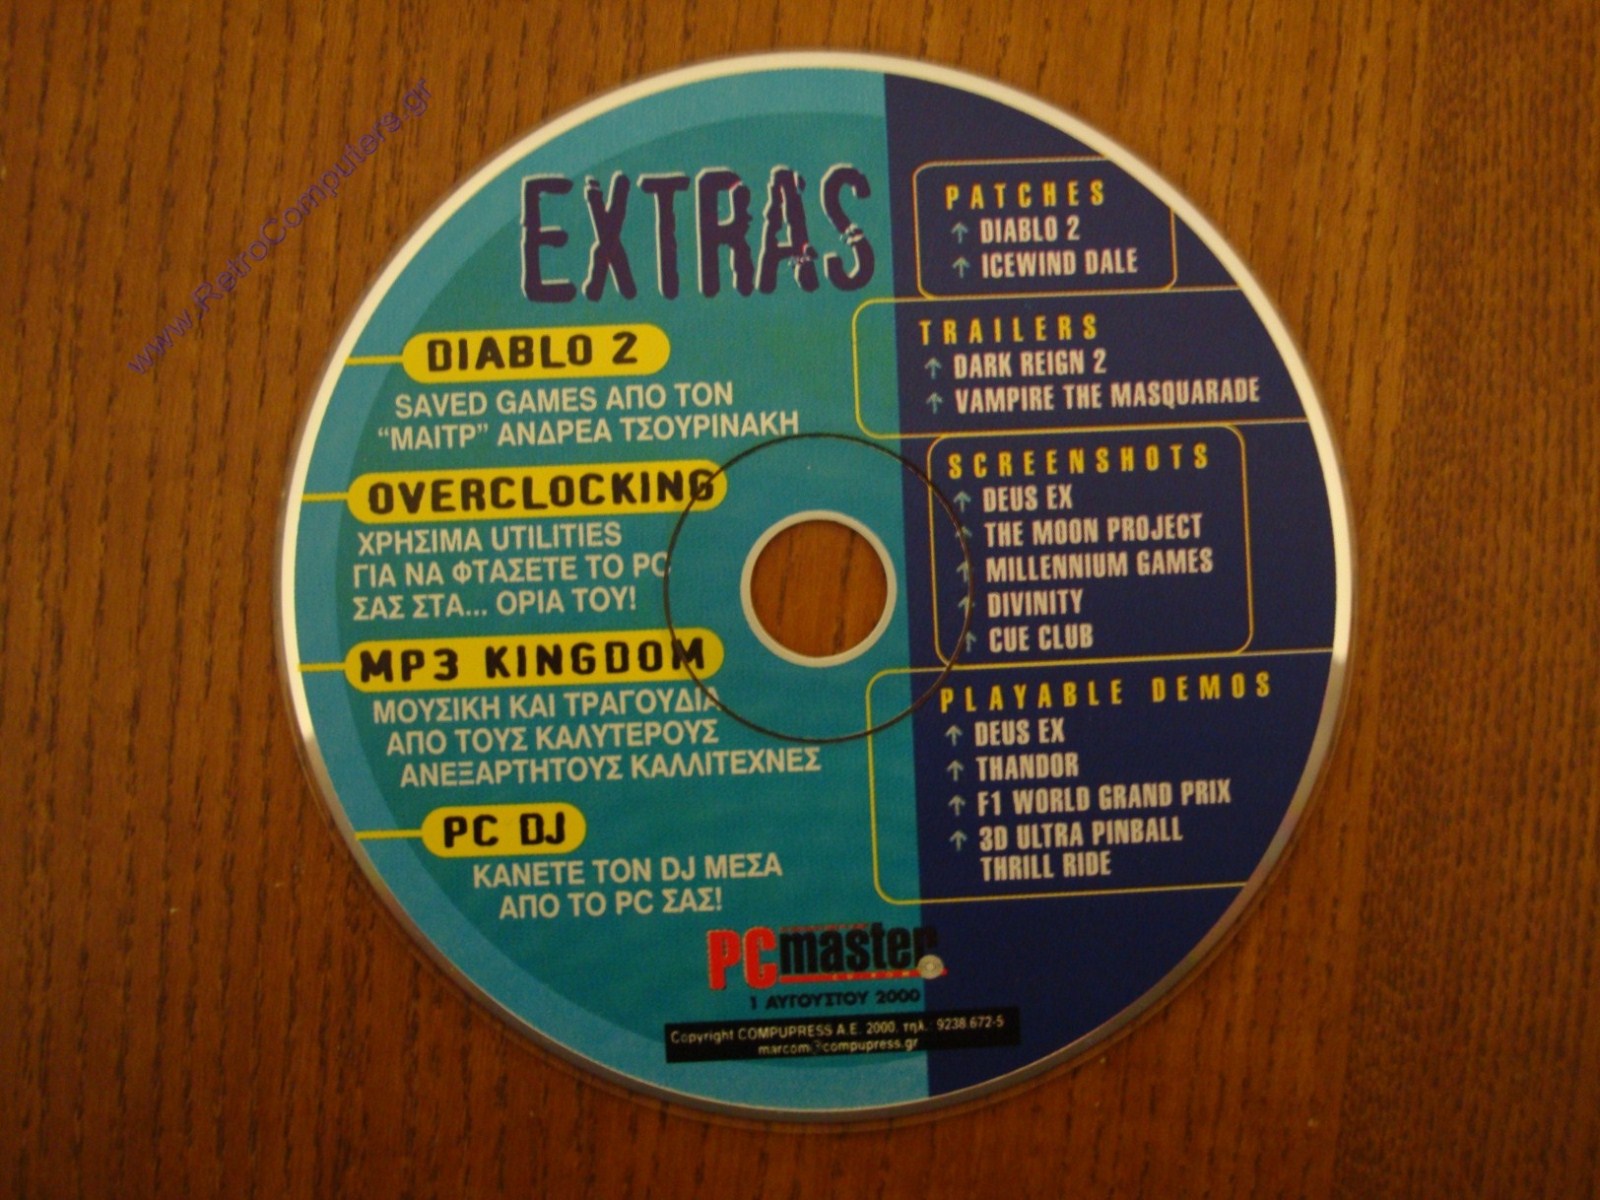 www.RetroComputers.gr
EXTRAS
DIABLO 2
SAVED GAMES ΑΠΟ ΤΟΝ
“ΜΑΙΤΡ” ΑΝΔΡΕΑ ΤΣΟΥΡΙΝΑΚΗ
OVERCLOCKING
ΧΡΗΣΙΜΑ UTILITIES
ΓΙΑ ΝΑ ΦΤΑΣΕΤΕ ΤΟ PC
ΣΑΣ ΣΤΑ... ΟΡΙΑ ΤΟΥ!
MP3 KINGDOM
ΜΟΥΣΙΚΗ ΚΑΙ ΤΡΑΓΟΥΔΙΑ
ΑΠΟ ΤΟΥΣ ΚΑΛΥΤΕΡΟΥΣ
ΑΝΕΞΑΡΤΗΤΟΥΣ ΚΑΛΛΙΤΕΧΝΕΣ
PC DJ
ΚΑΝΕΤΕ ΤΟΝ DJ ΜΕΣΑ
ΑΠΟ ΤΟ PC ΣΑΣ!
PATCHES
↑ DIABLO 2
↑ ICEWIND DALE
TRAILERS
↑ DARK REIGN 2
↑ VAMPIRE THE MASQUARADE
SCREENSHOTS
↑ DEUS EX
↑ THE MOON PROJECT
↑ MILLENNIUM GAMES
↑ DIVINITY
↑ CUE CLUB
PLAYABLE DEMOS
↑ DEUS EX
↑ THANDOR
↑ F1 WORLD GRAND PRIX
↑ 3D ULTRA PINBALL
THRILL RIDE
PC master
1 ΑΥΓΟΥΣΤΟΥ 2000
Copyright COMPUPRESS A.E. 2000, τηλ.: 9238.672-5
marcom@compupress.gr